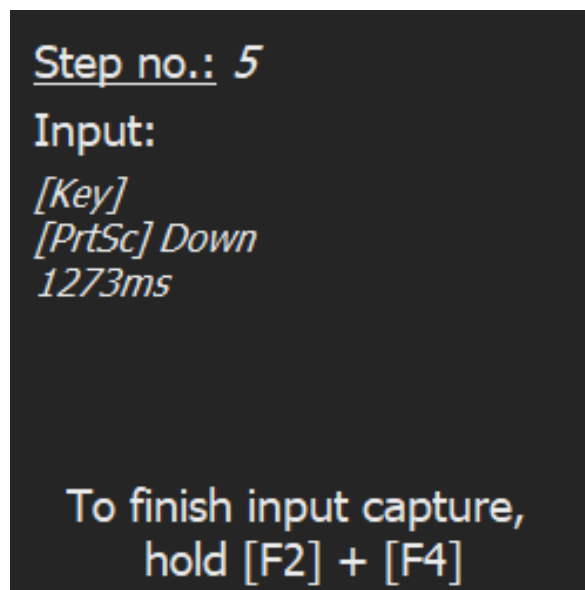 Step no.: 5
Input:
[Key]
[PrtSc] Down
1273ms
To finish input capture,
hold [F2] + [F4]